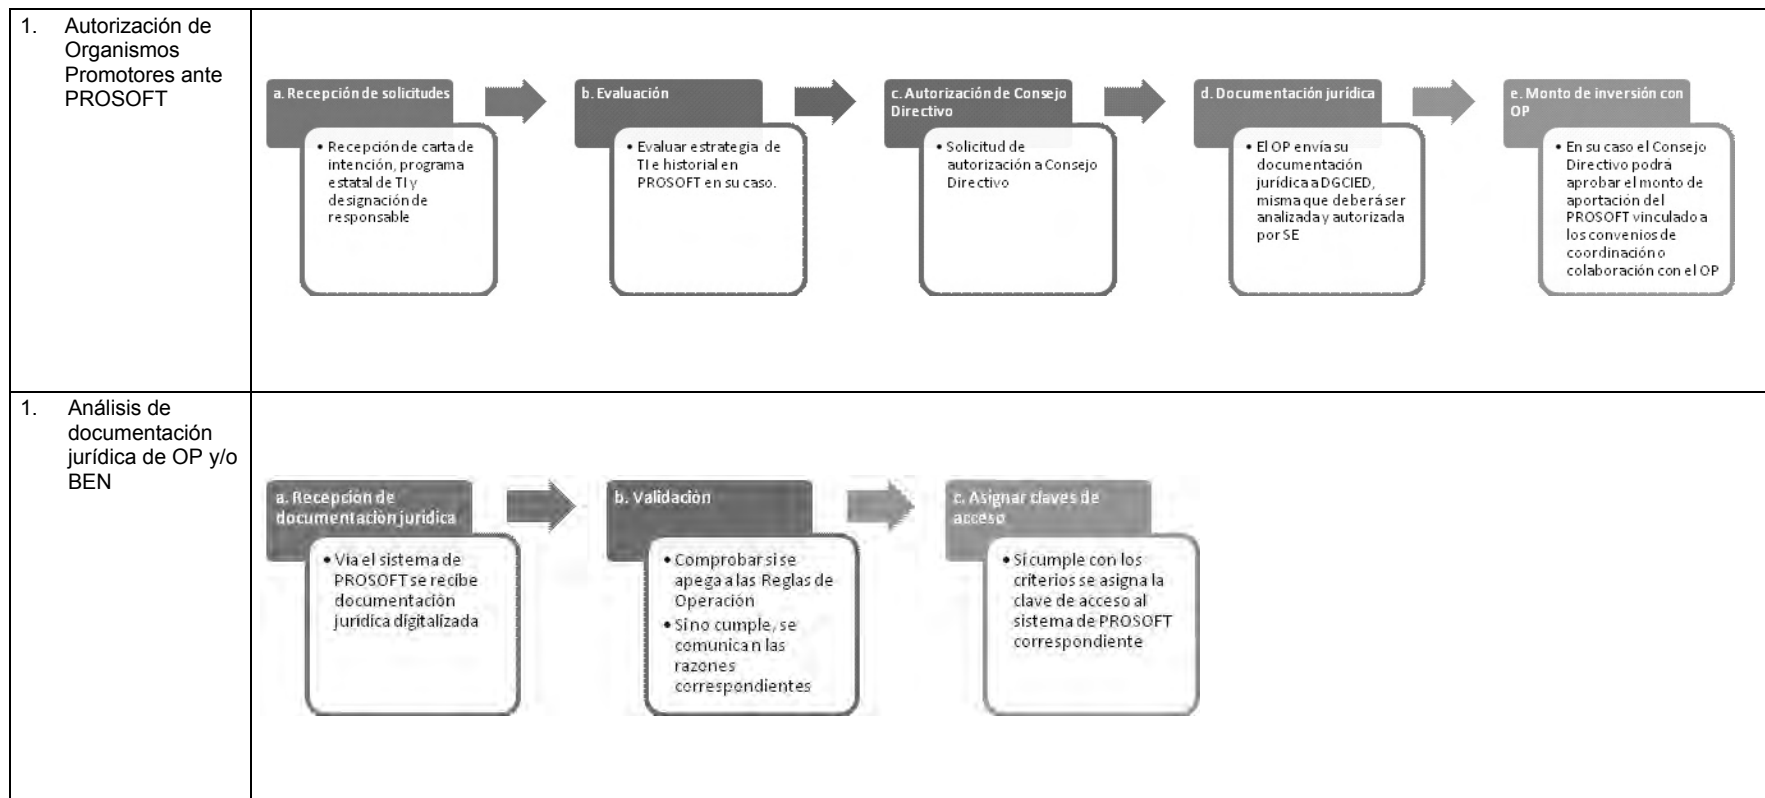 1. Autorización de
Organismos
Promotores ante
PROSOFT
a. Recepción de solicitudes
• Recepción de carta de
intención, programa
estatal de TI y
designación de
responsable
b. Evaluación
• Evaluar estrategia de
TI e historial en
PROSOFT en su caso.
c. Autorización de Consejo
Directivo
• Solicitud de
autorización a Consejo
Directivo
d. Documentación jurídica
• El OP envía su
documentación
jurídica a DGCIED,
misma que deberá ser
analizada y autorizada
por SE
e. Monto de inversión con
OP
• En su caso el Consejo
Directivo podrá
aprobar el monto de
aportación del
PROSOFT vinculado a
los convenios de
coordinación o
colaboración con el OP
1. Análisis de
documentación
jurídica de OP y/o
BEN
a. Recepción de
documentación jurídica
• Vía el sistema de
PROSOFT se recibe
documentación
jurídica digitalizada
b. Validación
• Comprobar si se
apega a las Reglas de
Operación
• Si no cumple, se
comunican las
razones
correspondientes
c. Asignar claves de
acceso
• Sí cumple con los
criterios se asigna la
clave de acceso al
sistema de PROSOFT
correspondiente